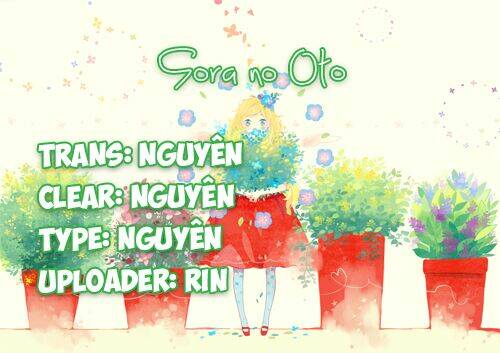 Sora no Oto
TRANS: NGUYÊN
CLEAR: NGUYÊN
TYPE: NGUYÊN
UPLOADER: RIN